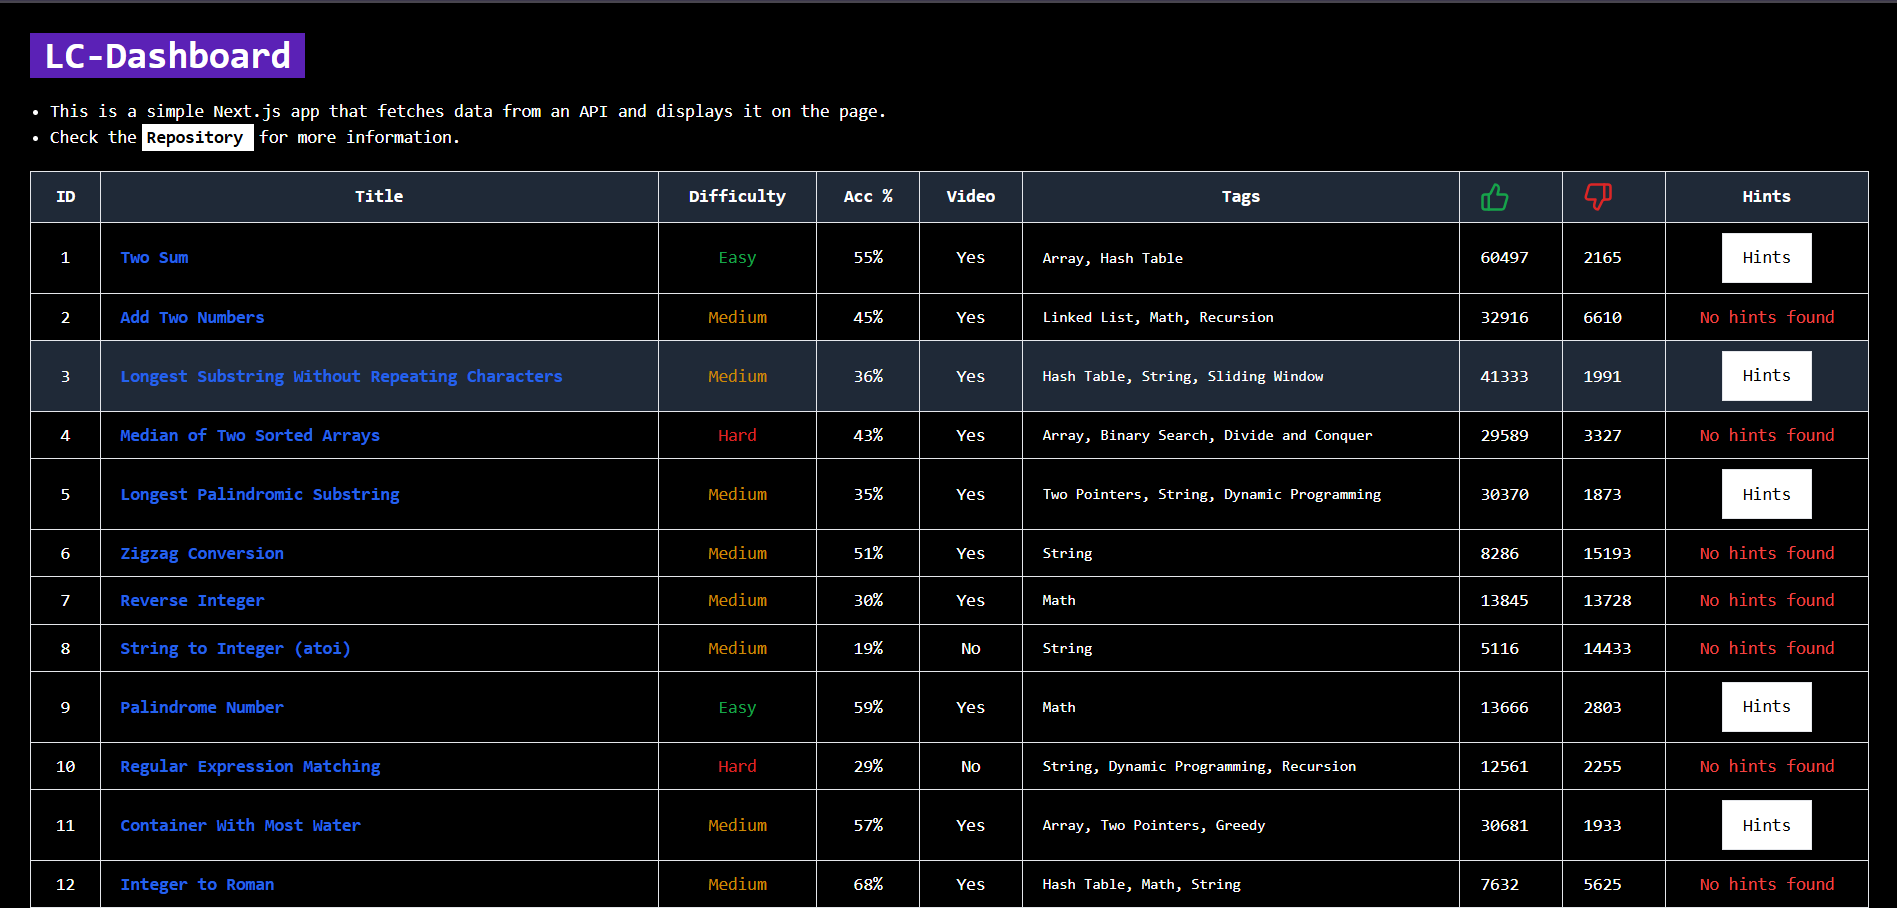 LC-Dashboard
• This is a simple Next.js app that fetches data from an API and displays it on the page.
• Check the Repository for more information.
ID Title Difficulty Acc % Video Tags Hints
1 Two Sum Easy 55% Yes Array, Hash Table 60497 2165 Hints
2 Add Two Numbers Medium 45% Yes Linked List, Math, Recursion 32916 6610 No hints found
3 Longest Substring Without Repeating Characters Medium 36% Yes Hash Table, String, Sliding Window 41333 1991 Hints
4 Median of Two Sorted Arrays Hard 43% Yes Array, Binary Search, Divide and Conquer 29589 3327 No hints found
5 Longest Palindromic Substring Medium 35% Yes Two Pointers, String, Dynamic Programming 30370 1873 Hints
6 Zigzag Conversion Medium 51% Yes String 8286 15193 No hints found
7 Reverse Integer Medium 30% Yes Math 13845 13728 No hints found
8 String to Integer (atoi) Medium 19% No String 5116 14433 No hints found
9 Palindrome Number Easy 59% Yes Math 13666 2803 Hints
10 Regular Expression Matching Hard 29% No String, Dynamic Programming, Recursion 12561 2255 No hints found
11 Container With Most Water Medium 57% Yes Array, Two Pointers, Greedy 30681 1933 Hints
12 Integer to Roman Medium 68% Yes Hash Table, Math, String 7632 5625 No hints found